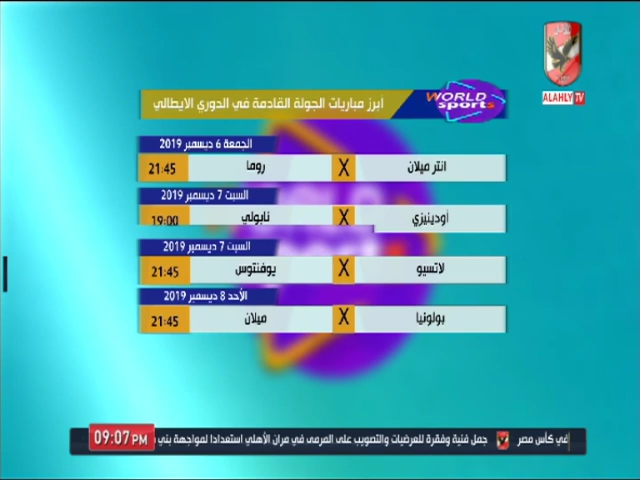 ALAHLY TV
WORLD sports
أبرز مباريات الجولة القادمة في الدوري الايطالي
الجمعة 6 ديسمبر 2019
انتر ميلان X روما 21:45
السبت 7 ديسمبر 2019
أودينيزي X نابولي 19:00
السبت 7 ديسمبر 2019
لاتسيو X يوفنتوس 21:45
الأحد 8 ديسمبر 2019
بولونيا X ميلان 21:45
في كأس مصر جمل فنية وفقرة للعرضيات والتصويب على المرمى في مران الأهلي استعدادا لمواجهة بني
09:07 PM